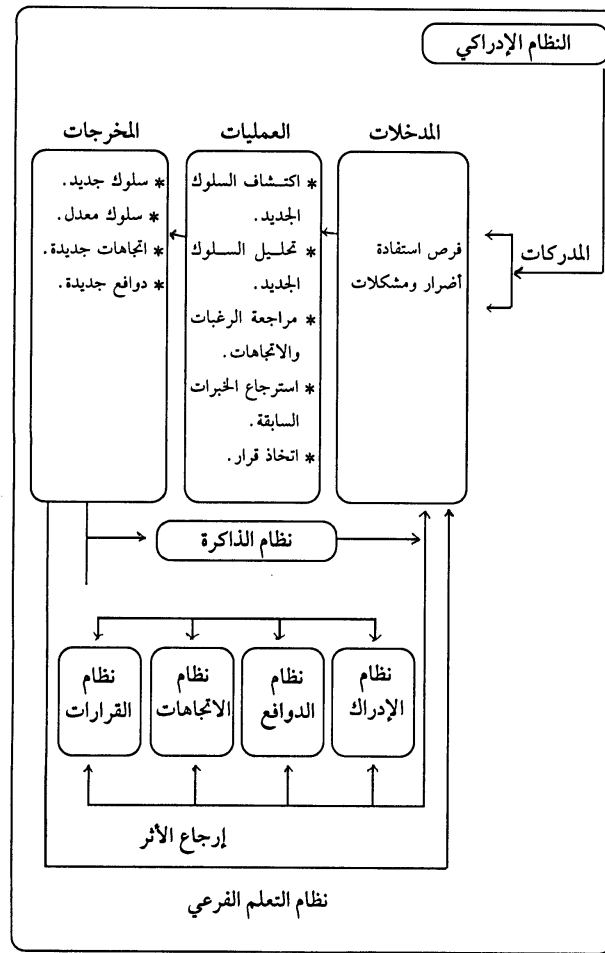 النظام الإدراكي
المدخلات
العمليات
المخرجات
المدركات
فرص استفادة
أضرار ومشكلات
* اكتشاف السلوك
الجديد.
* تحليل السلوك
الجديد.
* مراجعة الرغبات
والاتجاهات.
* استرجاع الخبرات
السابقة.
* اتخاذ قرار.
* سلوك جديد.
* سلوك معدل.
* اتجاهات جديدة.
* دوافع جديدة.
نظام الذاكرة
نظام
الإدراك
نظام
الدوافع
نظام
الاتجاهات
نظام
القرارات
إرجاع الأثر
نظام التعلم الفرعي